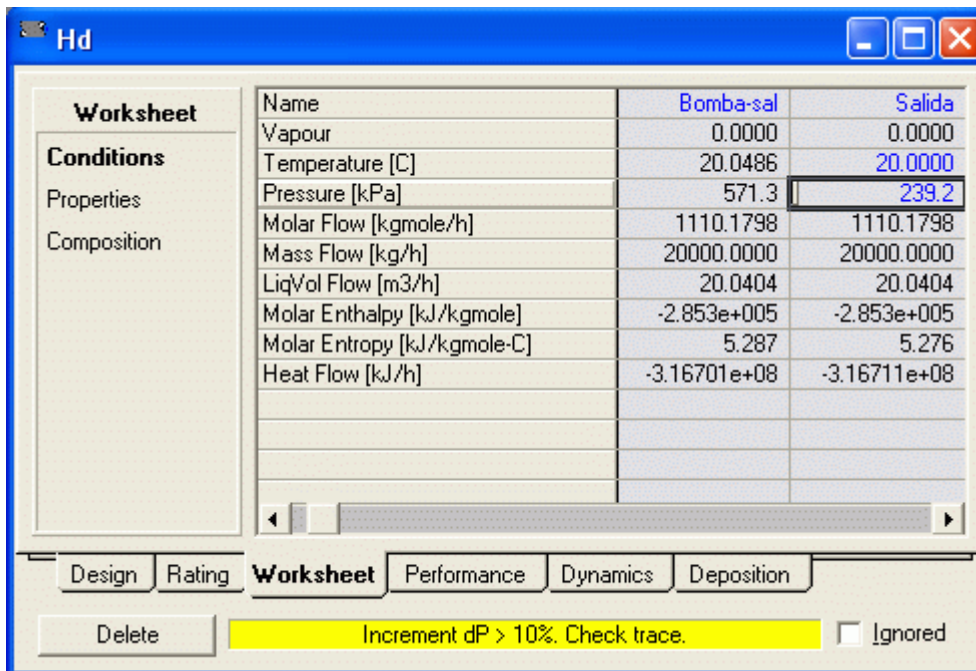 Hd
Worksheet
Conditions
Properties
Composition
Name Bomba-sal Salida
Vapour 0.0000 0.0000
Temperature [C] 20.0486 20.0000
Pressure [kPa] 571.3 239.2
Molar Flow [kgmole/h] 1110.1798 1110.1798
Mass Flow [kg/h] 20000.0000 20000.0000
LiqVol Flow [m3/h] 20.0404 20.0404
Molar Enthalpy [kJ/kgmole] -2.853e+005 -2.853e+005
Molar Entropy [kJ/kgmole-C] 5.287 5.276
Heat Flow [kJ/h] -3.16701e+08 -3.16711e+08
Design Rating Worksheet Performance Dynamics Deposition
Delete Increment dP > 10%. Check trace. Ignored